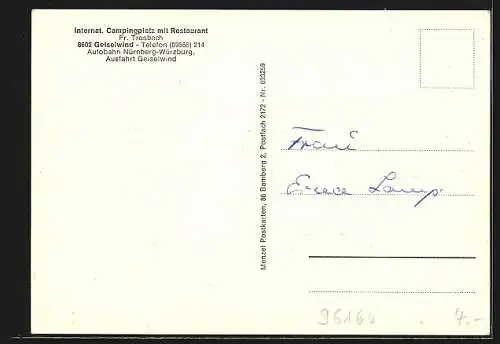 Internat. Campingplatz mit Restaurant
Fr. Trosbach
8602 Geiselwind - Telefon (09556) 214
Autobahn Nürnberg-Würzburg,
Ausfahrt Geiselwind
Menzel Postkarten, 86 Bamberg 2, Postfach 2172 - Nr. 693259
Frau
96160
4.-